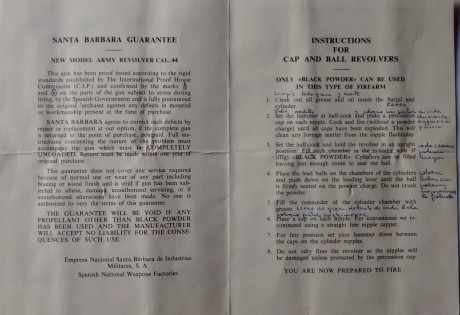 SANTA BARBARA GUARANTEE
NEW MODEL ARMY REVOLVER CAL. 44
This arm has been proof tested according to the rigid
standards established by The International Proof House
Commission (C.I.P.) and confirmed by the marks
and on the parts of the gun subject to stress during
firing, by the Spanish Government and is fully guaranteed
to the original purchaser against any defects in material
or workmanship present at the time of purchase.
SANTA BARBARA agrees to correct such defects by
repair or replacement at our option, if the complete gun
is returned to the point of purchase, postpaid. Full in-
structions concerning the nature of the problem must
accompany the gun which must be COMPLETELY
UNLOADED. Return must be made within one year of
original purchase.
This guarantee does not cover any service required
because of normal use or wear of any part including
bluing or wood finish and is void if gun has been sub-
jected to abuse, damage, unauthorized servicing, or if
unauthorized alterations have been made. No one is
authorized to vary the terms of this guarantee.
THE GUARANTEE WILL BE VOID IF ANY
PROPELLANT OTHER THAN BLACK POWDER
HAS BEEN USED AND THE MANUFACTURER
WILL ACCEPT NO LIABILITY FOR THE CONSE-
QUENCES OF SUCH USE.
Empresa Nacional Santa Bárbara de Industrias
Militares, S. A.
Spanish National Weapons Factories
INSTRUCTIONS
FOR
CAP AND BALL REVOLVERS
ONLY «BLACK POWDER» CAN BE USED
IN THIS TYPE OF FIREARM
1. Clean out all grease and oil inside the barrel and
cylinder.
2. Set the hammer at half-cock and make a percussion
cap on each nipple. Cock and fire (without a powder
charge) until all caps have been exploded. This will
clean any foreign matter from the nipple flashholes.
3. Set the half-cock and hold the revolver in an upright
position. Fill each chamber in the cylinder with
(fffg) «BLACK POWDER». Cylinders can be filled
leaving just enough room to seat the ball.
4. Place the lead balls on the chambers of the cylinders
and push down on the loading lever until the ball
is firmly seated on the powder charge. Do not crush
the powder.
5. Fill the remainder of the cylinder chamber with
grease.
6. Place a cap on each nipple. For convenience we re-
commend using a straight line nipple capper.
7. For fety position set your hammer down between
the caps on the cylinder nipples.
8. Do not «dry fire» the revolver as the nipples will
be damaged unless protected by the percussion cap.
YOU ARE NOW PREPARED TO FIRE